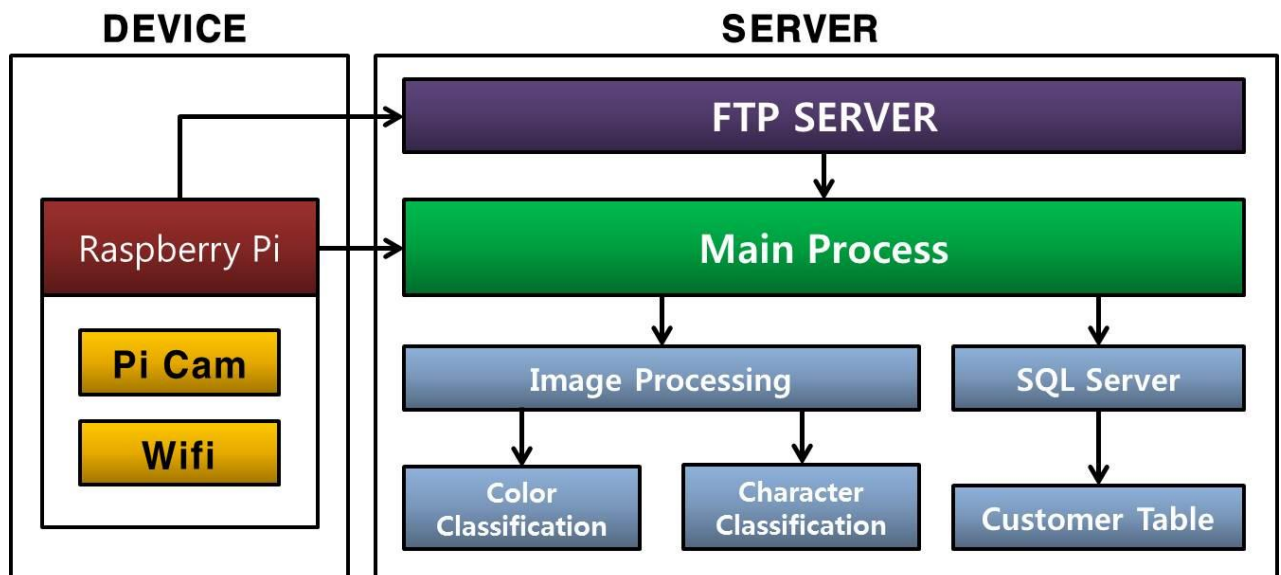 DEVICE
SERVER
FTP SERVER
Raspberry Pi
Main Process
Pi Cam
Wifi
Image Processing
SQL Server
Color
Classification
Character
Classification
Customer Table